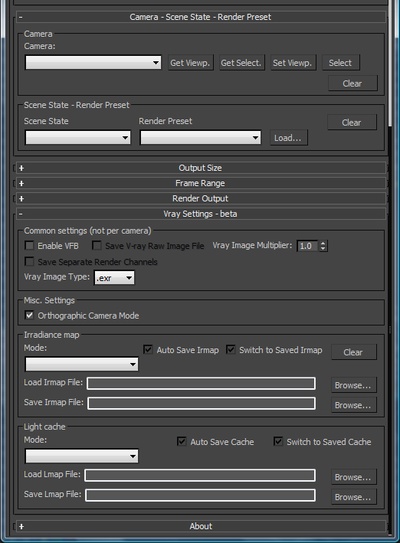 - Camera - Scene State - Render Preset
Camera
Camera:
Get Viewp. Get Select. Set Viewp. Select
Clear
Scene State - Render Preset
Scene State Render Preset Clear
Load...
+ Output Size
+ Frame Range
+ Render Output
- Vray Settings - beta
Common settings (not per camera)
Enable VFB Save V-ray Raw Image File Vray Image Multiplier: 1.0
Save Separate Render Channels
Vray Image Type: .exr
Misc. Settings
Orthographic Camera Mode
Irradiance map
Mode: Auto Save Irmap Switch to Saved Irmap Clear
Load Irmap File: Browse...
Save Irmap File: Browse...
Light cache
Mode: Auto Save Cache Switch to Saved Cache
Load Lmap File: Browse...
Save Lmap File: Browse...
+ About